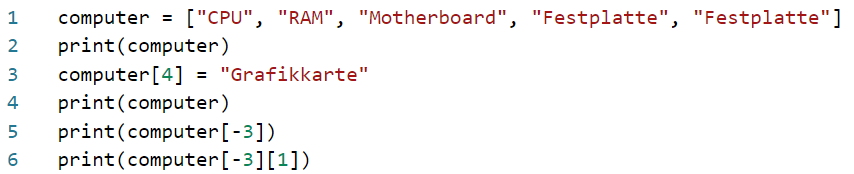 1 computer = ["CPU", "RAM", "Motherboard", "Festplatte", "Festplatte"]
2 print(computer)
3 computer[4] = "Grafikkarte"
4 print(computer)
5 print(computer[-3])
6 print(computer[-3][1])